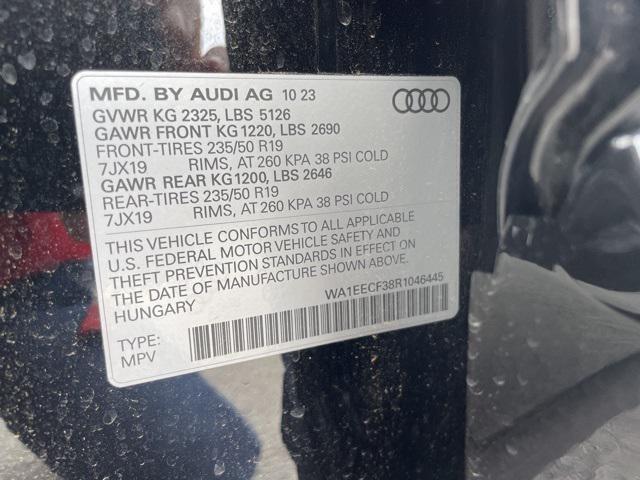 MFD. BY AUDI AG 10 23
GVWR KG 2325, LBS 5126
GAWR FRONT KG 1220, LBS 2690
FRONT-TIRES 235/50 R19
7JX19 RIMS, AT 260 KPA 38 PSI COLD
GAWR REAR KG1200, LBS 2646
REAR-TIRES 235/50 R19
7JX19 RIMS, AT 260 KPA 38 PSI COLD
THIS VEHICLE CONFORMS TO ALL APPLICABLE
U.S. FEDERAL MOTOR VEHICLE SAFETY AND
THEFT PREVENTION STANDARDS IN EFFECT ON
THE DATE OF MANUFACTURE SHOWN ABOVE.
HUNGARY
WA1EECF38R1046445
TYPE:
MPV